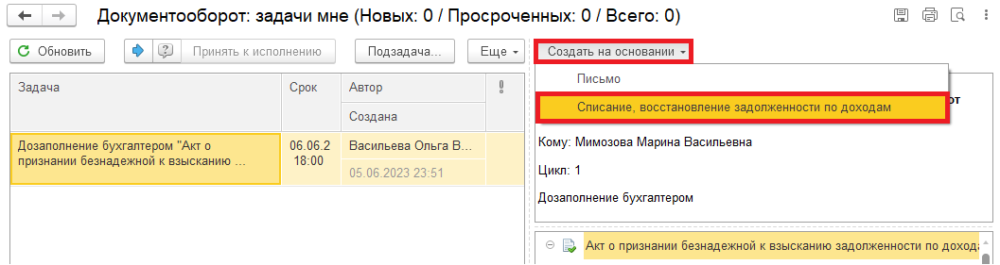 Документооборот: задачи мне (Новых: 0 / Просроченных: 0 / Всего: 0)
Обновить
Принять к исполнению
Подзадача...
Еще
Создать на основании
Письмо
Списание, восстановление задолженности по доходам
Задача
Срок
Автор
Создана
Дозаполнение бухгалтером "Акт о
признании безнадежной к взысканию ...
06.06.2
18:00
Васильева Ольга В...
05.06.2023 23:51
Кому: Мимозова Марина Васильевна
Цикл: 1
Дозаполнение бухгалтером
Акт о признании безнадежной к взысканию задолженности по доход